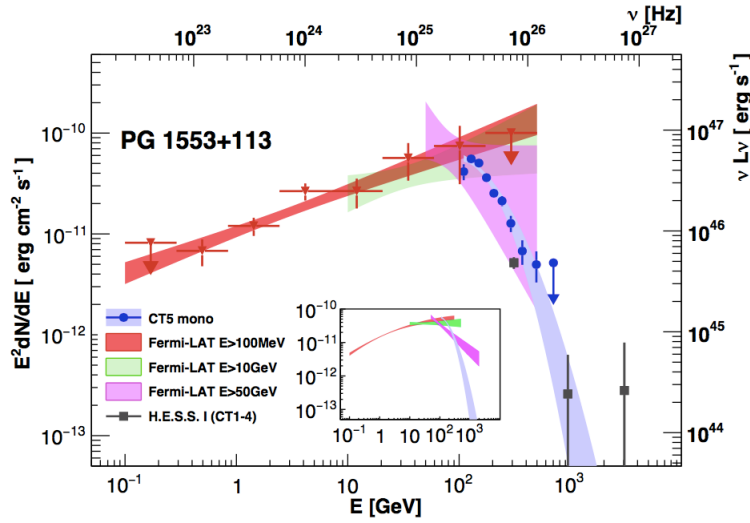 ν [Hz]
10^23 10^24 10^25 10^26 10^27
E^2dN/dE [ erg cm^-2 s^-1 ]
10^-10
10^-11
10^-12
10^-13
PG 1553+113
CT5 mono
Fermi-LAT E>100MeV
Fermi-LAT E>10GeV
Fermi-LAT E>50GeV
H.E.S.S. I (CT1-4)
10^-10
10^-11
10^-12
10^-13
10^-1 1 10 10^2 10^3
ν Lν [ erg s^-1 ]
10^47
10^46
10^45
10^44
10^-1 1 10 10^2 10^3
E [GeV]